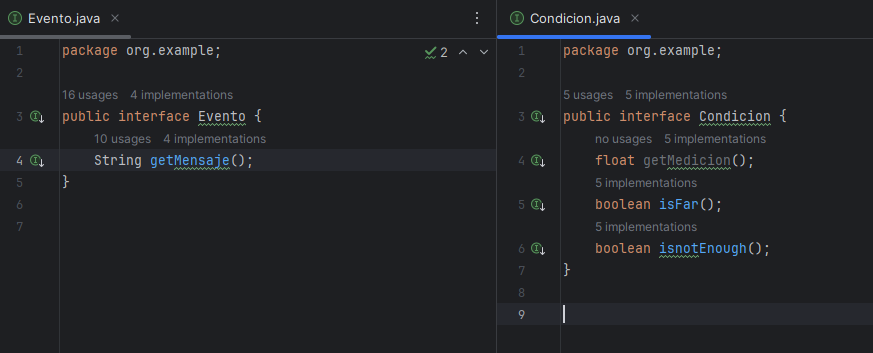 Evento.java
1 package org.example;
✓ 2
2
16 usages 4 implementations
3 public interface Evento {
10 usages 4 implementations
4 String getMensaje();
5 }
6
7
Condicion.java
1 package org.example;
2
5 usages 5 implementations
3 public interface Condicion {
no usages 5 implementations
4 float getMedicion();
5 implementations
5 boolean isFar();
5 implementations
6 boolean isnotEnough();
7 }
8
9